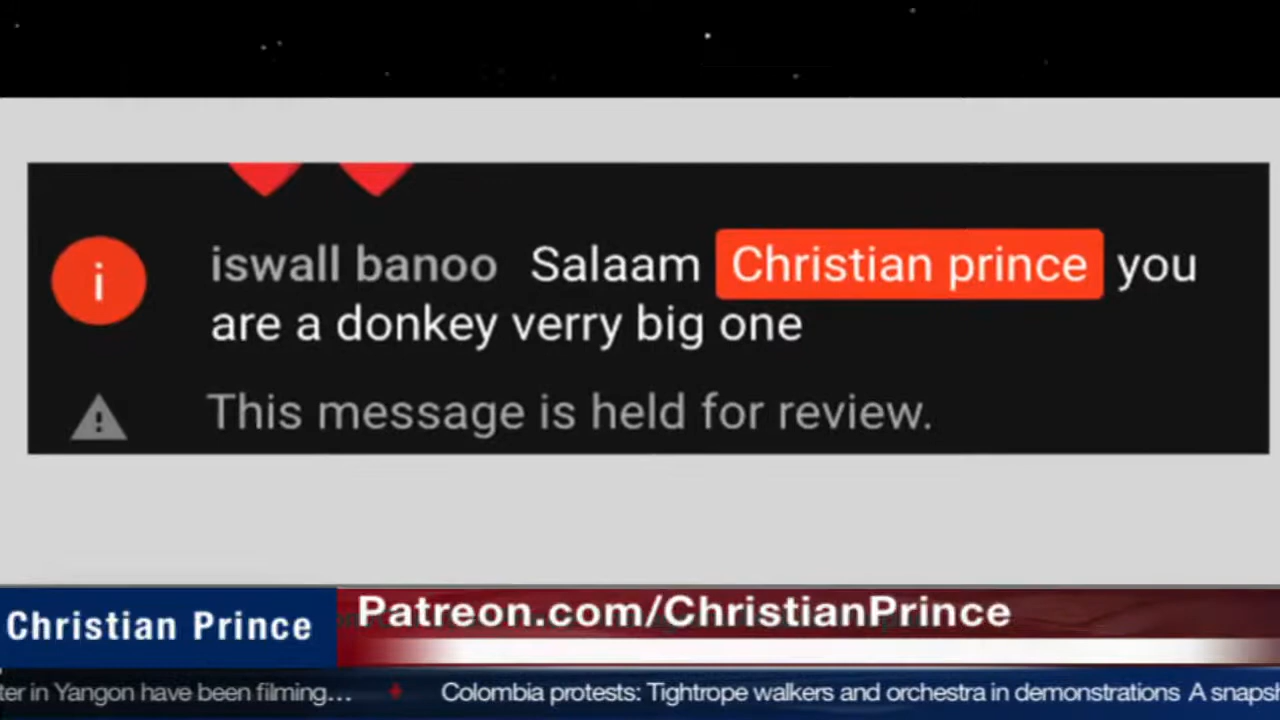 i iswall banoo Salaam Christian prince you
are a donkey verry big one
This message is held for review.
Christian Prince
Patreon.com/ChristianPrince
ter in Yangon have been filming... Colombia protests: Tightrope walkers and orchestra in demonstrations A snapsh